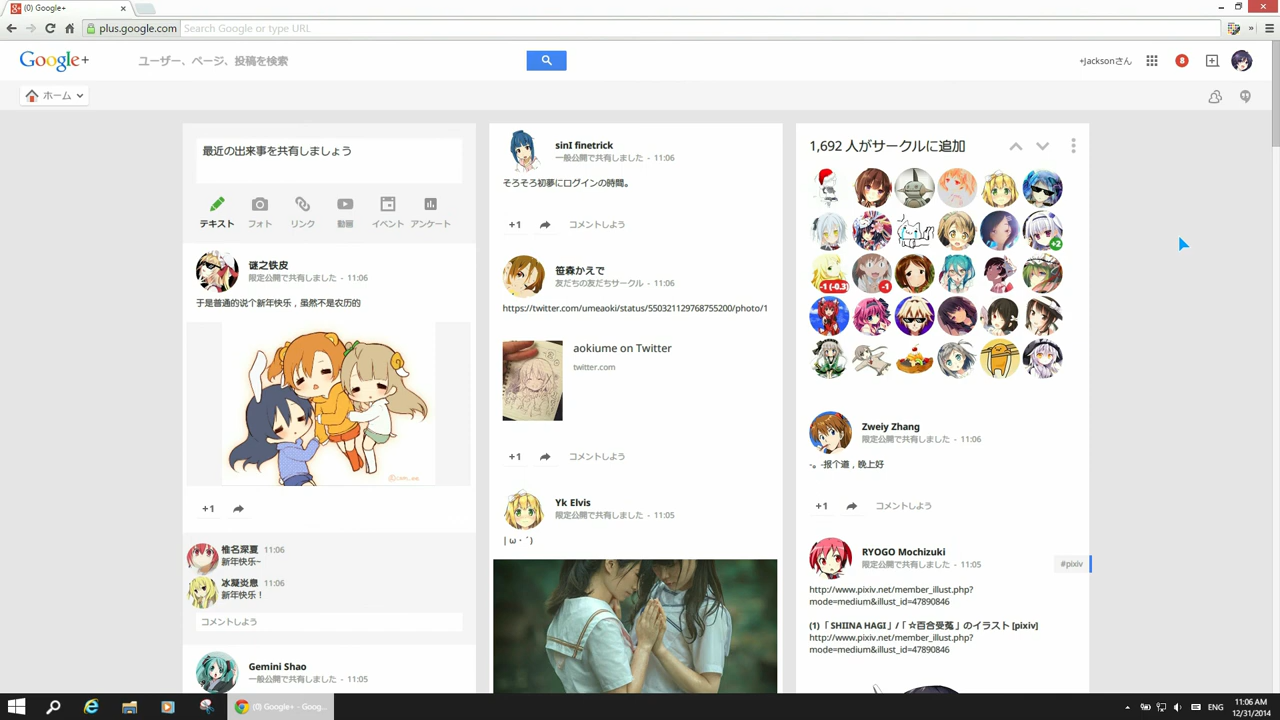 (0) Google+
plus.google.com
Search Google or type URL
Google+
ユーザー、ページ、投稿を検索
+Jacksonさん
8
ホーム
最近の出来事を共有しましょう
テキスト
フォト
リンク
動画
イベント
アンケート
谜之铁皮
限定公開で共有しました - 11:06
于是普通的说个新年快乐，虽然不是农历的
+1
椎名深夏 11:06
新年快乐~
冰凝炎息 11:06
新年快乐！
コメントしよう
Gemini Shao
一般公開で共有しました - 11:05
sinI finetrick
一般公開で共有しました - 11:06
そろそろ初夢にログインの時間。
+1
コメントしよう
笹森かえで
友だちの友だちサークル - 11:06
https://twitter.com/umeaoki/status/550321129768755200/photo/1
aokiume on Twitter
twitter.com
+1
コメントしよう
Yk Elvis
限定公開で共有しました - 11:05
|ω・´)
1,692 人がサークルに追加
+2
-1 (-0.3)
-1
Zweiy Zhang
限定公開で共有しました - 11:06
-。-报个道，晚上好
+1
コメントしよう
RYOGO Mochizuki
限定公開で共有しました - 11:05
#pixiv
http://www.pixiv.net/member_illust.php?
mode=medium&illust_id=47890846
(1)「 SHIINA HAGI」/「☆百合受菟」のイラスト [pixiv]
http://www.pixiv.net/member_illust.php?
mode=medium&illust_id=47890846
(0) Google+ - Goog...
ENG
11:06 AM
12/31/2014